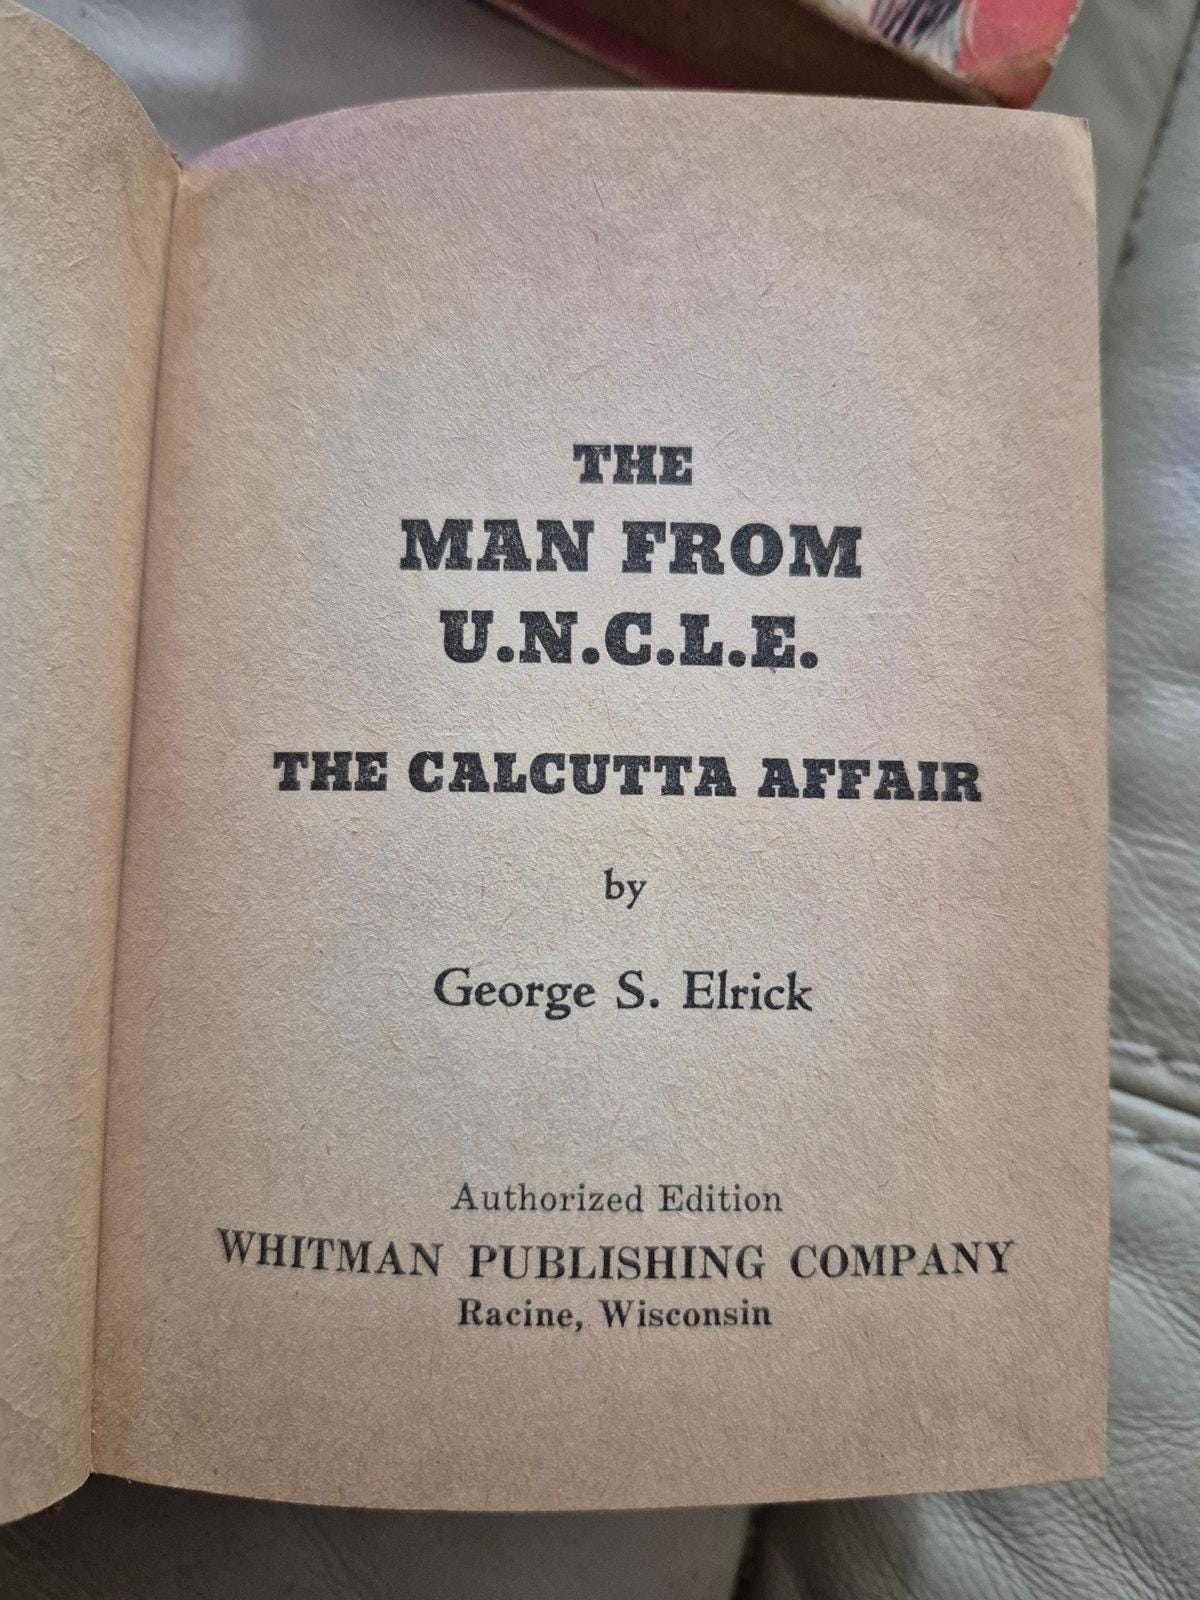 THE
MAN FROM
U.N.C.L.E.
THE CALCUTTA AFFAIR
by
George S. Elrick
Authorized Edition
WHITMAN PUBLISHING COMPANY
Racine, Wisconsin